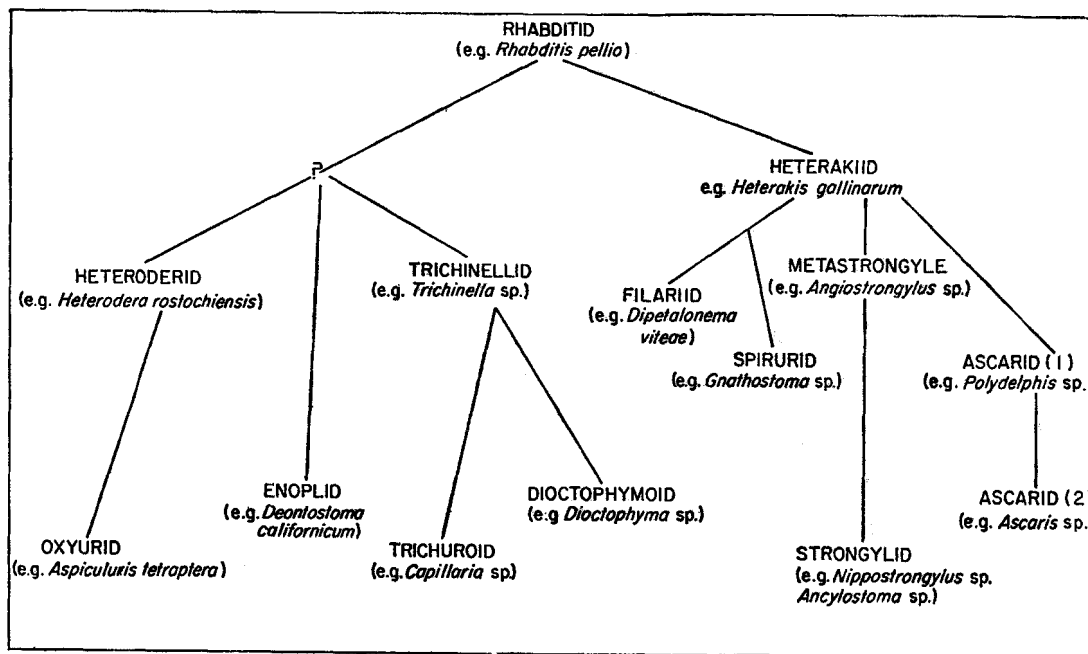 RHABDITID
(e.g. Rhabditis pellio)
?
HETERAKIID
e.g. Heterakis gallinarum
HETERODERID
(e.g. Heterodera rostochiensis)
TRICHINELLID
(e.g. Trichinella sp.)
METASTRONGYLE
(e.g. Angiostrongylus sp.)
FILARIID
(e.g. Dipetalonema
viteae)
SPIRURID
(e.g. Gnathostoma sp.)
ASCARID (1)
(e.g. Polydelphis sp.
ENOPLID
(e.g. Deontostoma
californicum)
DIOCTOPHYMOID
(e:g Dioctophyma sp.)
ASCARID (2
(e.g. Ascaris sp.
OXYURID
(e.g. Aspiculuris tetraptera)
TRICHUROID
(e.g. Capillaria sp.)
STRONGYLID
(e.g. Nippostrongylus sp.
Ancylostoma sp.)